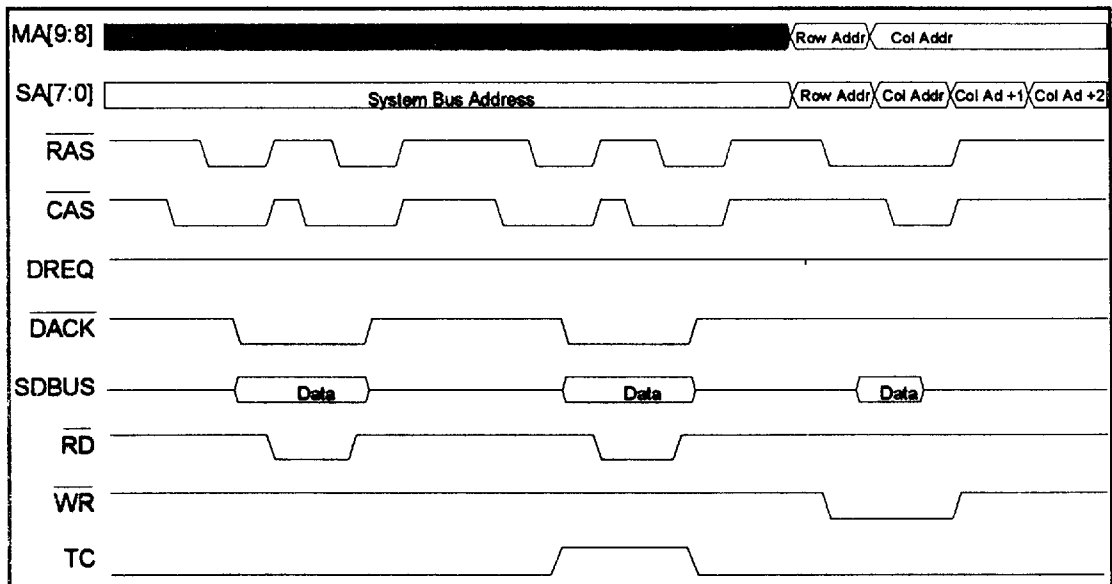 MA[9:8] Row Addr Col Addr
SA[7:0] System Bus Address Row Addr Col Addr Col Ad +1 Col Ad +2
RAS
CAS
DREQ
DACK
SDBUS Data Data Data
RD
WR
TC